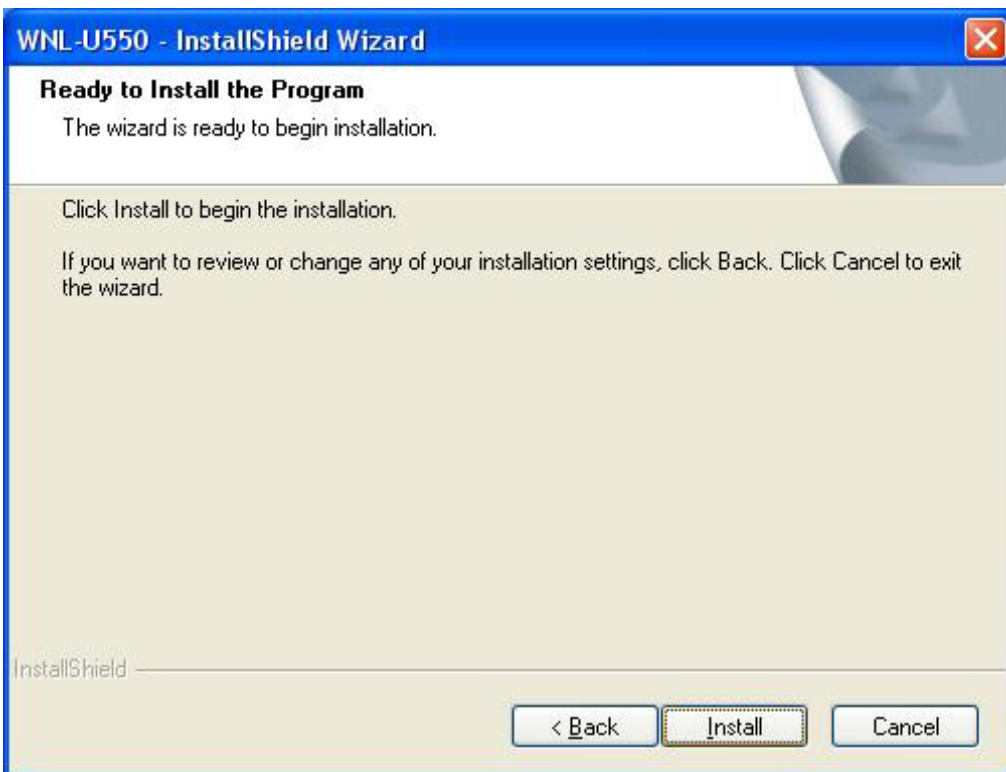 WNL-U550 - InstallShield Wizard
Ready to Install the Program
The wizard is ready to begin installation.
Click Install to begin the installation.
If you want to review or change any of your installation settings, click Back. Click Cancel to exit
the wizard.
InstallShield
< Back
Install
Cancel